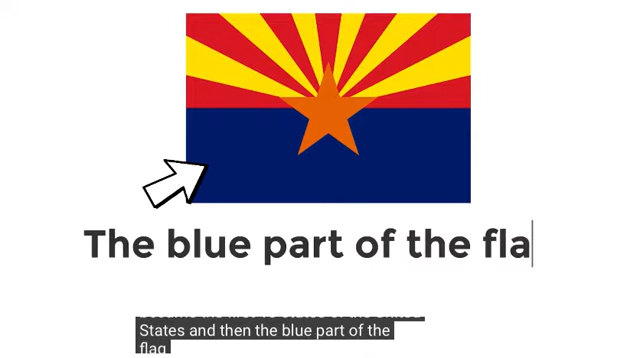 The blue part of the fla
States and then the blue part of the
flag